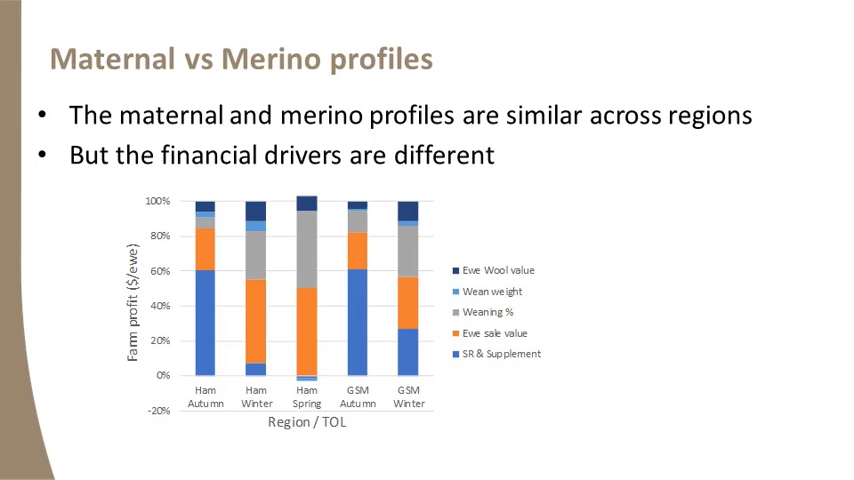 Maternal vs Merino profiles
• The maternal and merino profiles are similar across regions
• But the financial drivers are different
100%
80%
60%
40%
20%
0%
-20%
Farm profit ($/ewe)
Ham Autumn
Ham Winter
Ham Spring
GSM Autumn
GSM Winter
Region / TOL
Ewe Wool value
Wean weight
Weaning %
Ewe sale value
SR & Supplement